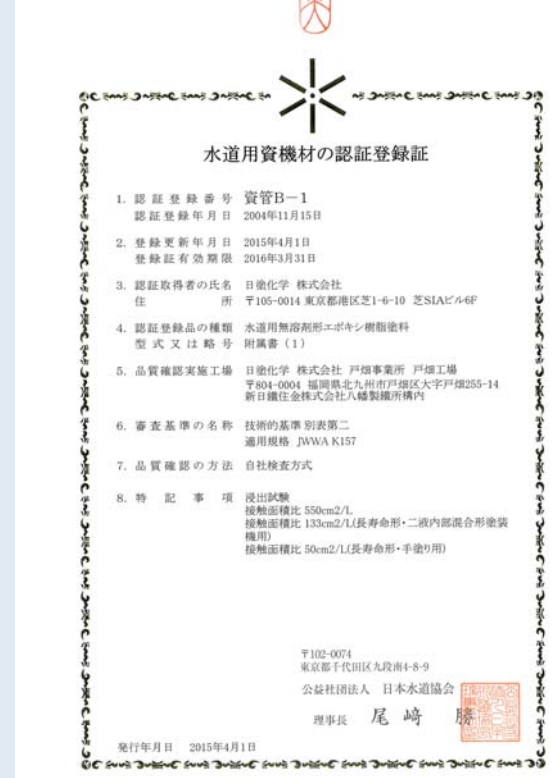 水道用資機材の認証登録証
1. 認証登録番号 資管B-1
認証登録年月日 2004年11月15日
2. 登録更新年月日 2015年4月1日
登録証有効期限 2016年3月31日
3. 認証取得者の氏名 日塗化学 株式会社
住所 〒105-0014 東京都港区芝1-6-10 芝SIAビル6F
4. 認証登録品の種類 水道用無溶剤形エポキシ樹脂塗料
型式又は略号 附属書（1）
5. 品質確認実施工場 日塗化学 株式会社 戸畑事業所 戸畑工場
〒804-0004 福岡県北九州市戸畑区大字戸畑255-14
新日鐵住金株式会社八幡製鐵所構内
6. 審査基準の名称 技術的基準 別表第二
適用規格 JWWA K157
7. 品質確認の方法 自社検査方式
8. 特記事項 浸出試験
接触面積比 550cm2/L
接触面積比 133cm2/L(長寿命形・二液内部混合形塗装
機用)
接触面積比 50cm2/L(長寿命形・手塗り用)
〒102-0074
東京都千代田区九段南4-8-9
公益社団法人 日本水道協会
理事長 尾崎 勝
発行年月日 2015年4月1日